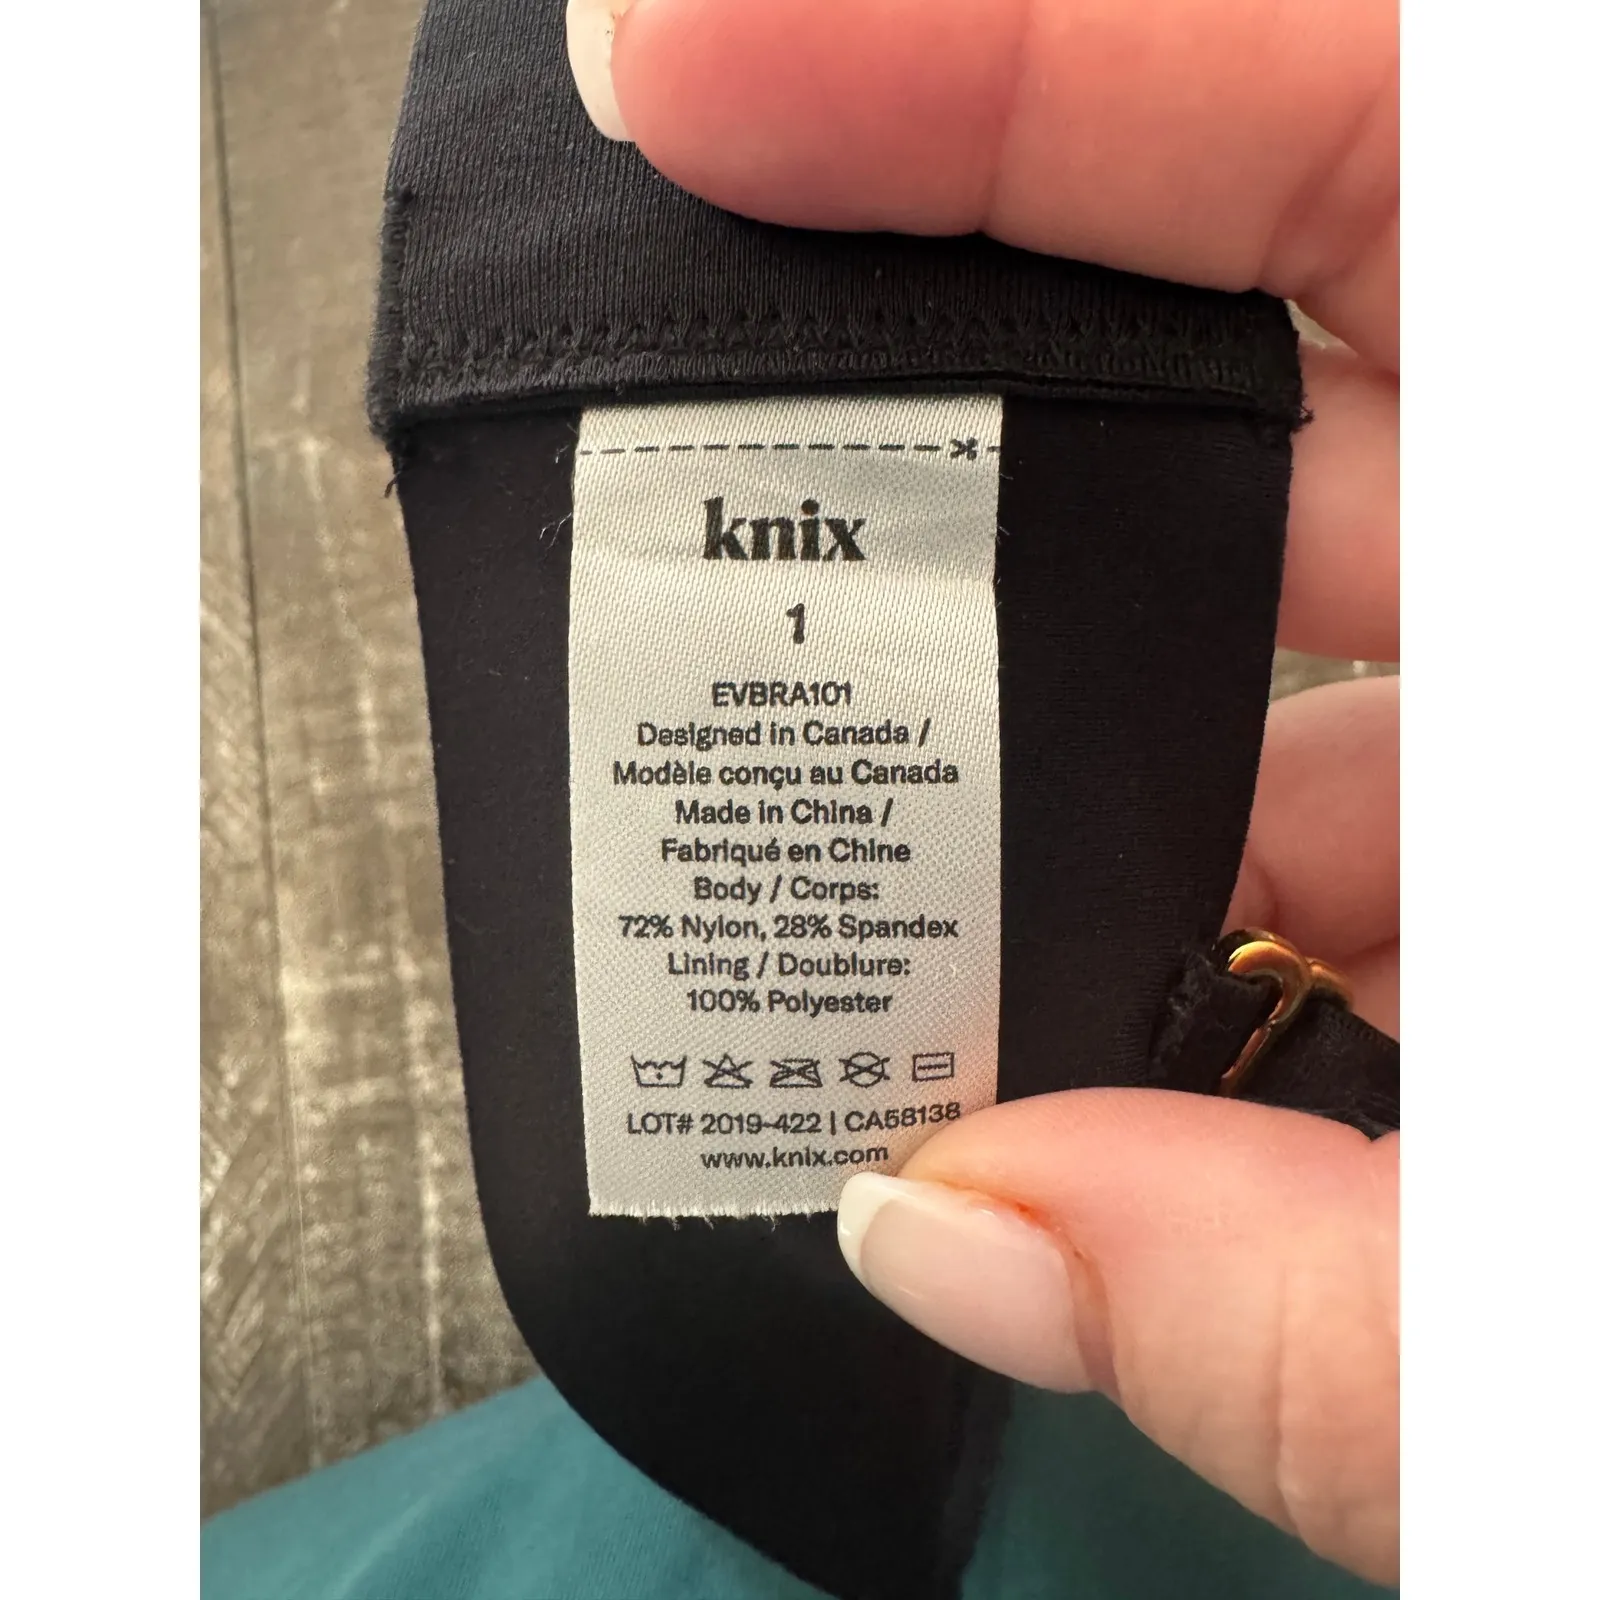 knix
1
EVBRA101
Designed in Canada /
Modèle conçu au Canada
Made in China /
Fabriqué en Chine
Body / Corps:
72% Nylon, 28% Spandex
Lining / Doublure:
100% Polyester
LOT# 2019-422 | CA58138
www.knix.com